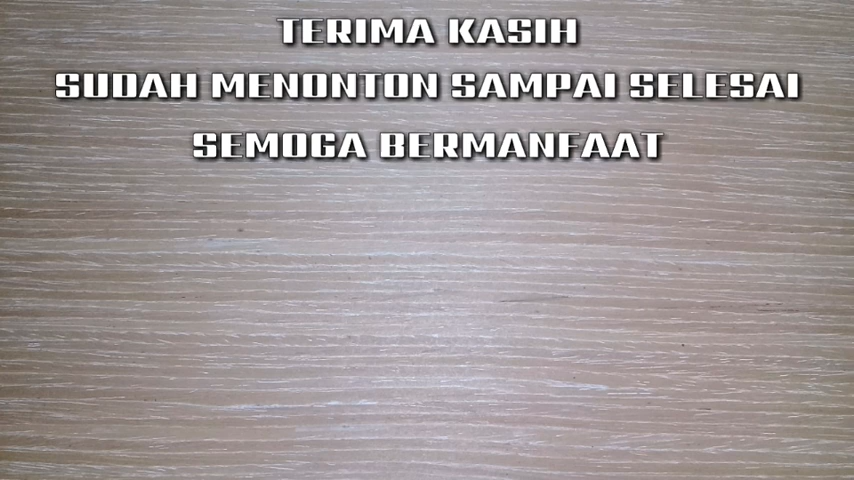 TERIMA KASIH
SUDAH MENONTON SAMPAI SELESAI
SEMOGA BERMANFAAT